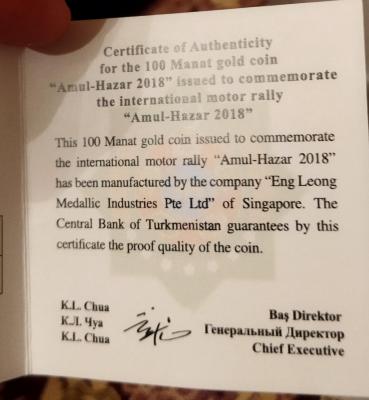 Certificate of Authenticity
for the 100 Manat gold coin
“Amul-Hazar 2018” issued to commemorate
the international motor rally
“Amul-Hazar 2018”
This 100 Manat gold coin issued to commemorate
the international motor rally “Amul-Hazar 2018”
has been manufactured by the company “Eng Leong
Medallic Industries Pte Ltd” of Singapore. The
Central Bank of Turkmenistan guarantees by this
certificate the proof quality of the coin.
K.L. Chua
К.Л. Чуа
K.L. Chua
Baş Direktor
Генеральный Директор
Chief Executive